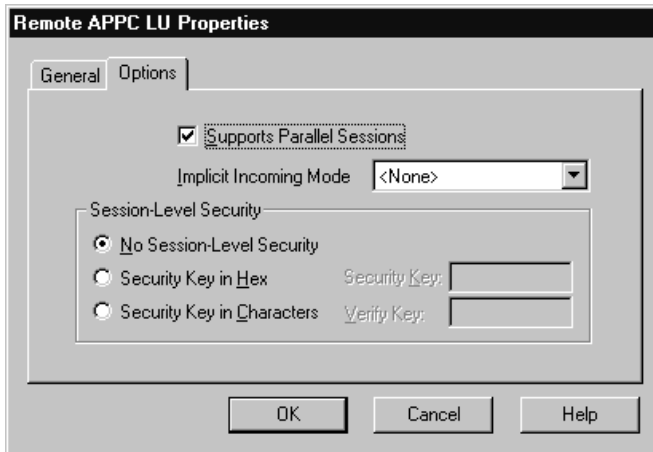 Remote APPC LU Properties
General Options
Supports Parallel Sessions
Implicit Incoming Mode <None>
Session-Level Security
No Session-Level Security
Security Key in Hex Security Key:
Security Key in Characters Verify Key:
OK Cancel Help